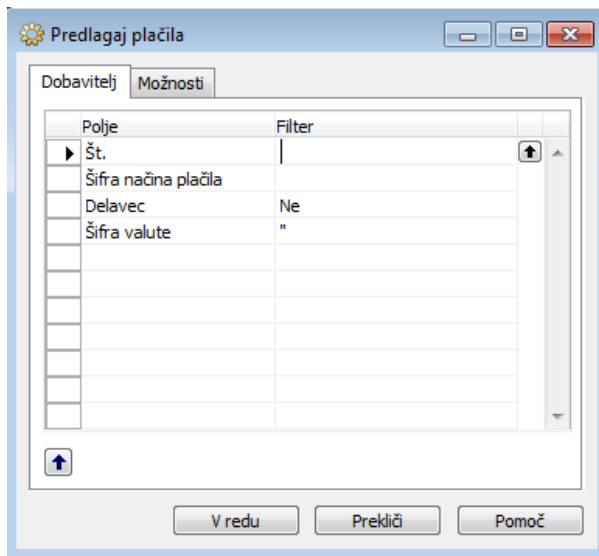 Predlagaj plačila
Dobavitelj Možnosti
Polje Filter
Št.
Šifra načina plačila
Delavec Ne
Šifra valute "
V redu Prekliči Pomoč